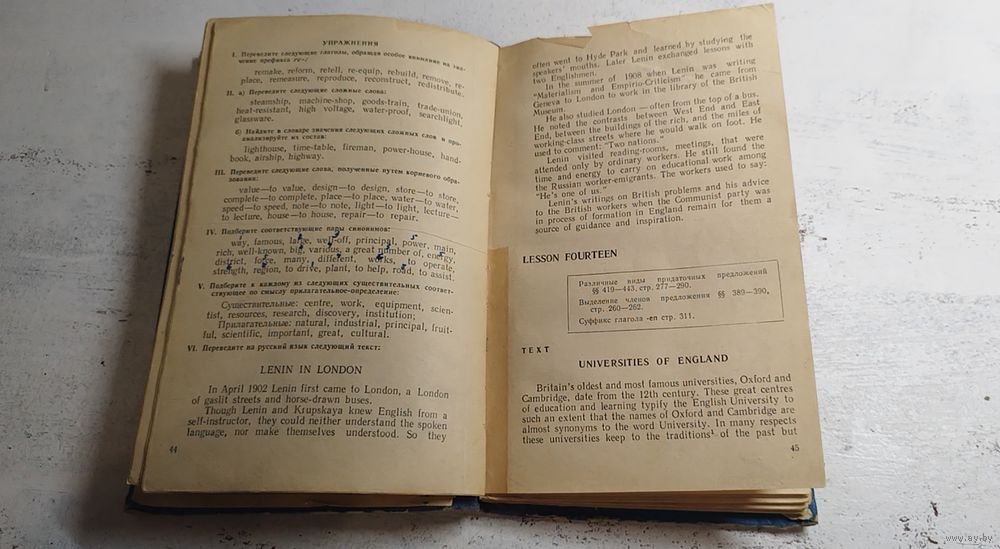 УПРАЖНЕНИЯ
I. Переведите следующие глаголы, обращая особое внимание на зна-
чение префикса re-:
remake, reform, retell, re-equip, rebuild, remove, re-
place, remeasure, reproduce, reconstruct, redistribute.
II. а) Переведите следующие сложные слова:
steamship, machine-shop, goods-train, trade-union,
heat-resistant, high voltage, water-proof, searchlight,
glassware.
б) Найдите в словаре значения следующих сложных слов и про-
анализируйте их состав:
lighthouse, time-table, fireman, power-house, hand-
book, airship, highway.
III. Переведите следующие слова, полученные путем корневого обра-
зования:
value—to value, design—to design, store—to store,
complete—to complete, place—to place, water—to water,
speed—to speed, note—to note, light—to light, lecture—
to lecture, house—to house, repair—to repair.
IV. Подберите соответствующие пары синонимов:
way, famous, large, well-off, principal, power, main,
rich, well-known, big, various, a great number of, energy,
district, force, many, different, works, to operate,
strength, region, to drive, plant, to help, road, to assist.
V. Подберите к каждому из следующих существительных соответ-
ствующее по смыслу прилагательное-определение:
Существительные: centre, work, equipment, scien-
tist, resources, research, discovery, institution;
Прилагательные: natural, industrial, principal, fruit-
ful, scientific, important, great, cultural.
VI. Переведите на русский язык следующий текст:
LENIN IN LONDON
In April 1902 Lenin first came to London, a London
of gaslit streets and horse-drawn buses.
Though Lenin and Krupskaya knew English from a
self-instructor, they could neither understand the spoken
language, nor make themselves understood. So they
44
often went to Hyde Park and learned by studying the
speakers' mouths. Later Lenin exchanged lessons with
two Englishmen.
In the summer of 1908 when Lenin was writing
"Materialism and Empirio-Criticism" he came from
Geneva to London to work in the library of the British
Museum.
He also studied London — often from the top of a bus.
He noted the contrasts between West End and East
End, between the buildings of the rich, and the miles of
working-class streets where he would walk on foot. He
used to comment: "Two nations."
Lenin visited reading-rooms, meetings, that were
attended only by ordinary workers. He still found the
time and energy to carry on educational work among
the Russian worker-emigrants. The workers used to say:
"He's one of us."
Lenin's writings on British problems and his advice
to the British workers when the Communist party was
in process of formation in England remain for them a
source of guidance and inspiration.
LESSON FOURTEEN
Различные виды придаточных предложений
§§ 419—443, стр. 277—290.
Выделение членов предложения §§ 389—390,
стр. 260—262.
Суффикс глагола -en стр. 311.
TEXT
UNIVERSITIES OF ENGLAND
Britain's oldest and most famous universities, Oxford and
Cambridge, date from the 12th century. These great centres
of education and learning typify the English University to
such an extent that the names of Oxford and Cambridge are
almost synonyms to the word University. In many respects
these universities keep to the traditions¹ of the past but
45
www.ay.by